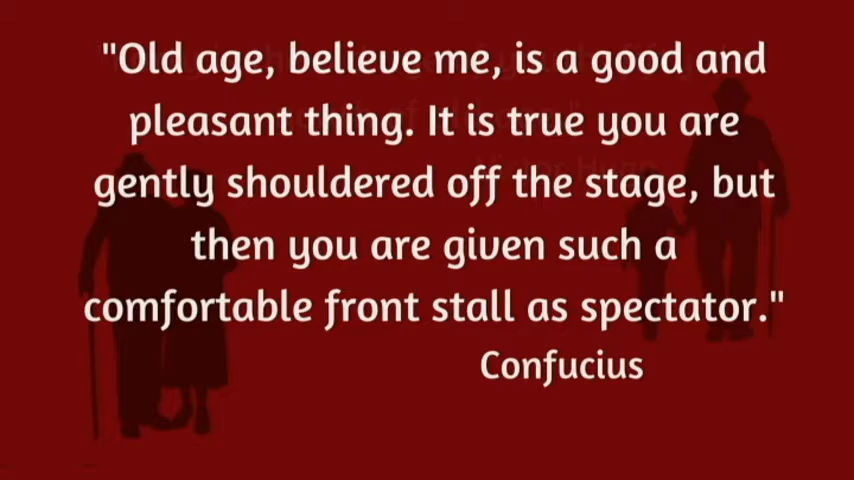 "Old age, believe me, is a good and
pleasant thing. It is true you are
gently shouldered off the stage, but
then you are given such a
comfortable front stall as spectator."
Confucius